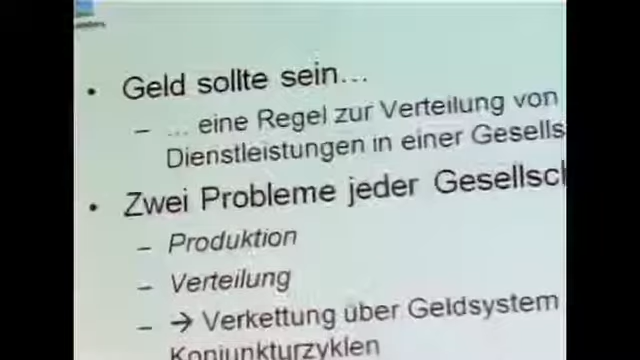 • Geld sollte sein...
– ... eine Regel zur Verteilung von
Dienstleistungen in einer Gesells
• Zwei Probleme jeder Gesellsch
– Produktion
– Verteilung
– → Verkettung über Geldsystem
Konjunkturzyklen